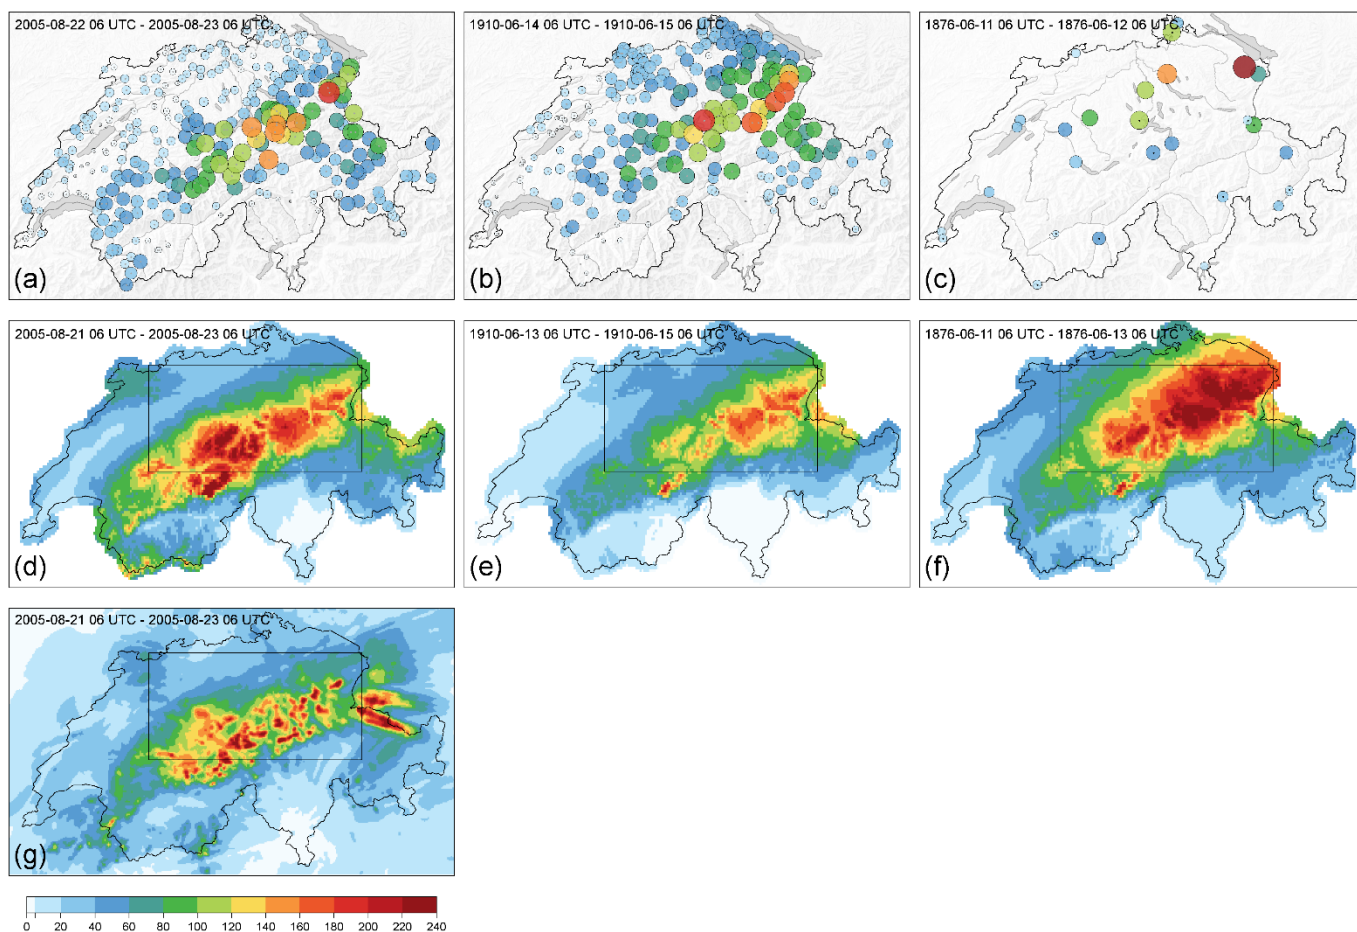 2005-08-22 06 UTC - 2005-08-23 06 UTC
(a)
1910-06-14 06 UTC - 1910-06-15 06 UTC
(b)
1876-06-11 06 UTC - 1876-06-12 06 UTC
(c)
2005-08-21 06 UTC - 2005-08-23 06 UTC
(d)
1910-06-13 06 UTC - 1910-06-15 06 UTC
(e)
1876-06-11 06 UTC - 1876-06-13 06 UTC
(f)
2005-08-21 06 UTC - 2005-08-23 06 UTC
(g)
0 20 40 60 80 100 120 140 160 180 200 220 240